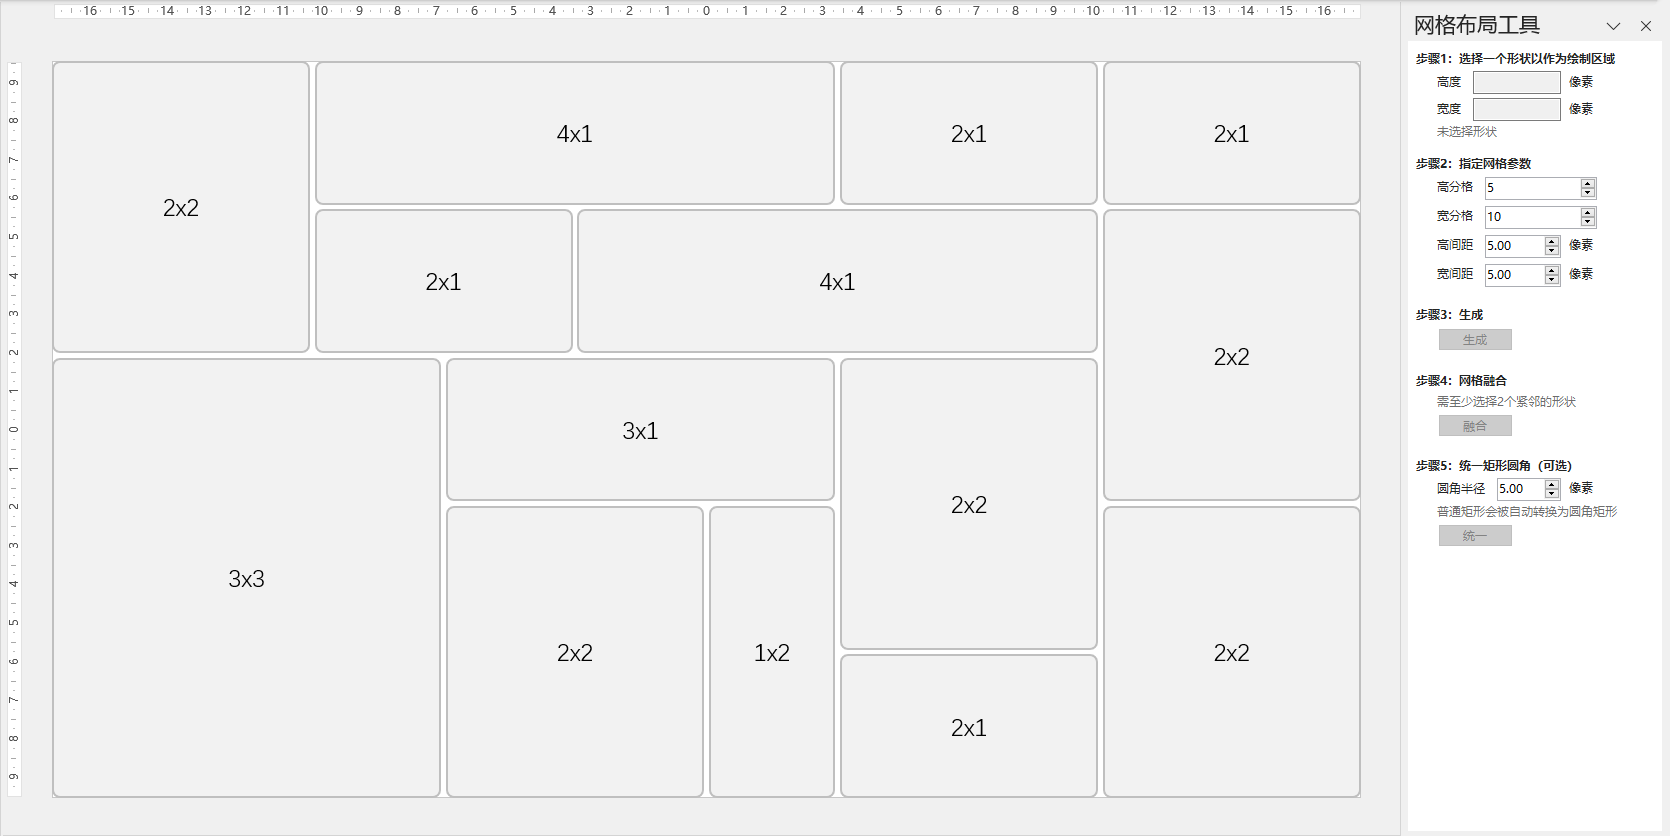 16 15 14 13 12 11 10 9 8 7 6 5 4 3 2 1 0 1 2 3 4 5 6 7 8 9 10 11 12 13 14 15 16
9 8 7 6 5 4 3 2 1 0 1 2 3 4 5 6 7 8 9
2x2
4x1
2x1
2x1
2x1
4x1
2x2
3x3
3x1
2x2
2x2
1x2
2x1
2x2
网格布局工具
步骤1：选择一个形状以作为绘制区域
高度 像素
宽度 像素
未选择形状
步骤2：指定网格参数
高分格 5
宽分格 10
高间距 5.00 像素
宽间距 5.00 像素
步骤3：生成
生成
步骤4：网格融合
需至少选择2个紧邻的形状
融合
步骤5：统一矩形圆角（可选）
圆角半径 5.00 像素
普通矩形会被自动转换为圆角矩形
统一